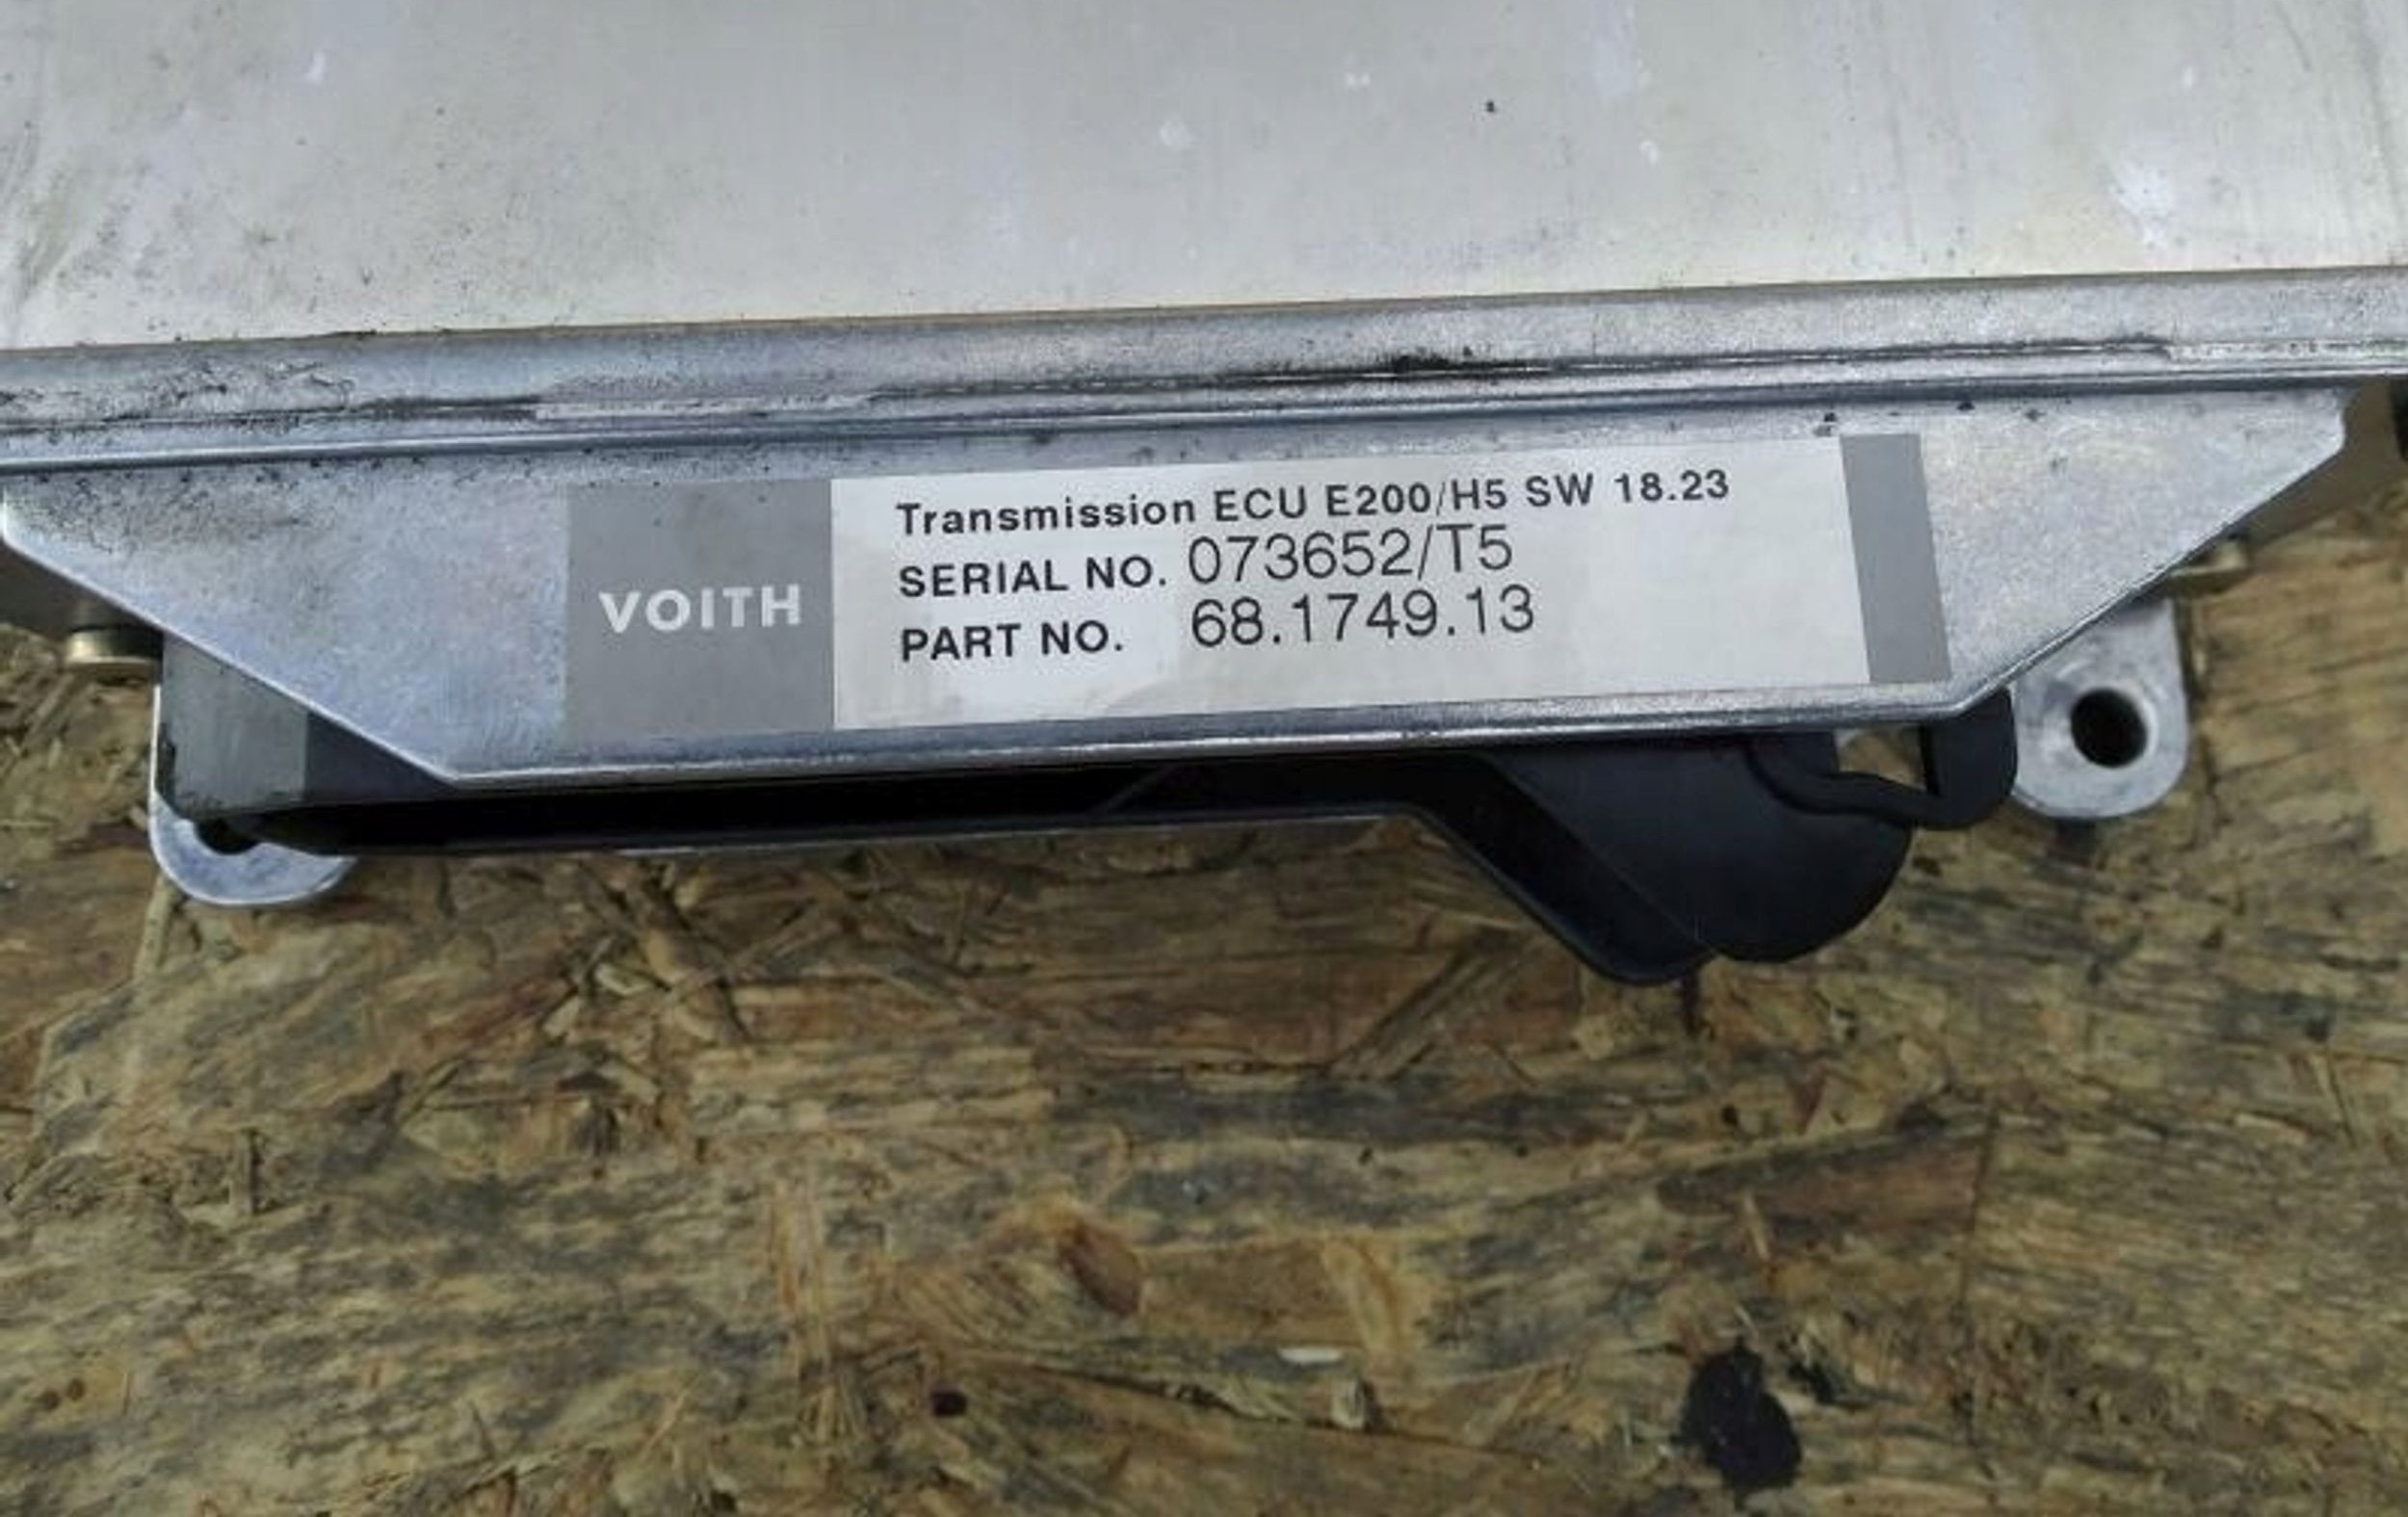 VOITH
Transmission ECU E200/H5 SW 18.23
SERIAL NO. 073652/T5
PART NO. 68.1749.13